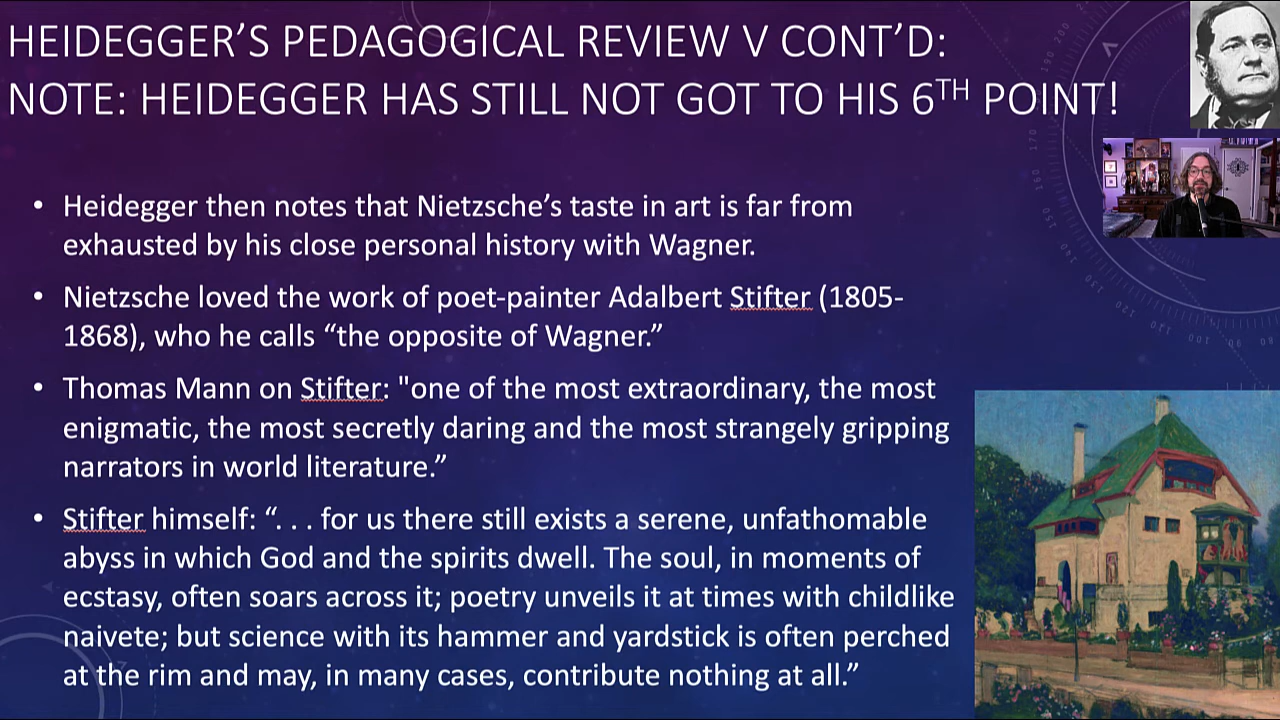 HEIDEGGER’S PEDAGOGICAL REVIEW V CONT’D:
NOTE: HEIDEGGER HAS STILL NOT GOT TO HIS 6TH POINT!
• Heidegger then notes that Nietzsche’s taste in art is far from
exhausted by his close personal history with Wagner.
• Nietzsche loved the work of poet-painter Adalbert Stifter (1805-
1868), who he calls “the opposite of Wagner.”
• Thomas Mann on Stifter: "one of the most extraordinary, the most
enigmatic, the most secretly daring and the most strangely gripping
narrators in world literature.”
• Stifter himself: “. . . for us there still exists a serene, unfathomable
abyss in which God and the spirits dwell. The soul, in moments of
ecstasy, often soars across it; poetry unveils it at times with childlike
naivete; but science with its hammer and yardstick is often perched
at the rim and may, in many cases, contribute nothing at all.”